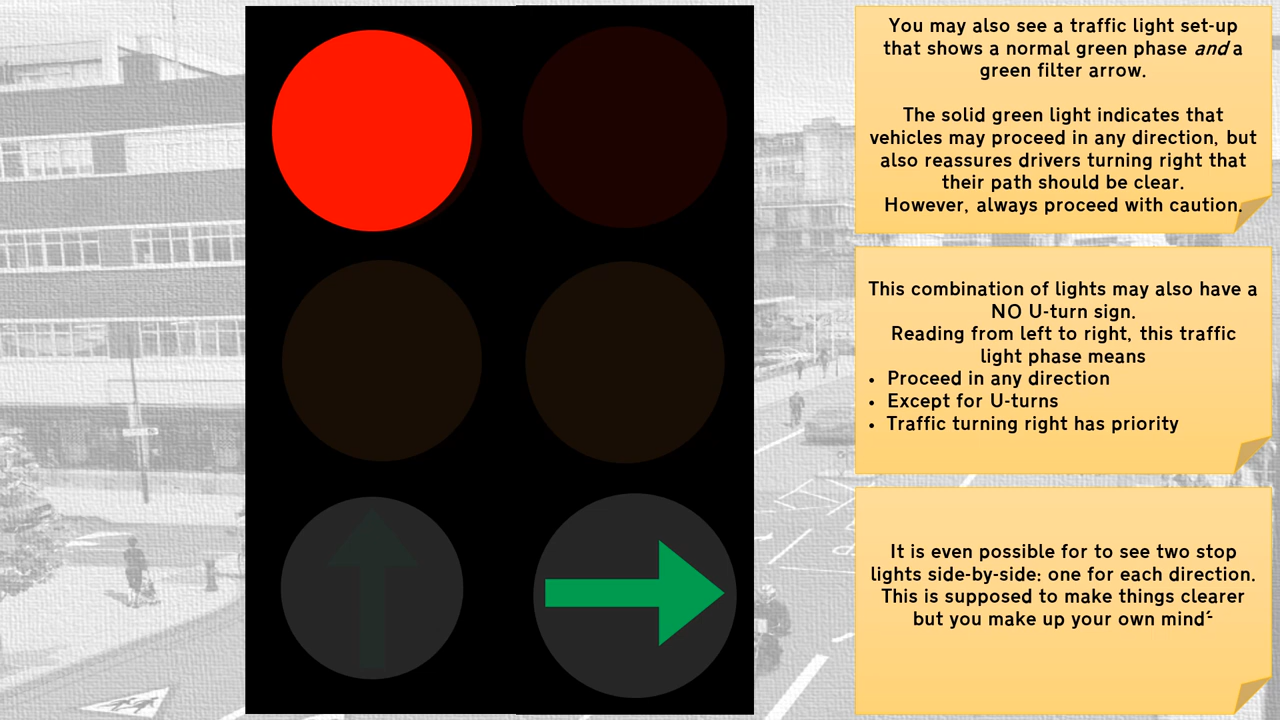 You may also see a traffic light set-up
that shows a normal green phase and a
green filter arrow.
The solid green light indicates that
vehicles may proceed in any direction, but
also reassures drivers turning right that
their path should be clear.
However, always proceed with caution.
This combination of lights may also have a
NO U-turn sign.
Reading from left to right, this traffic
light phase means
• Proceed in any direction
• Except for U-turns
• Traffic turning right has priority
It is even possible for to see two stop
lights side-by-side: one for each direction.
This is supposed to make things clearer
but you make up your own mind´-